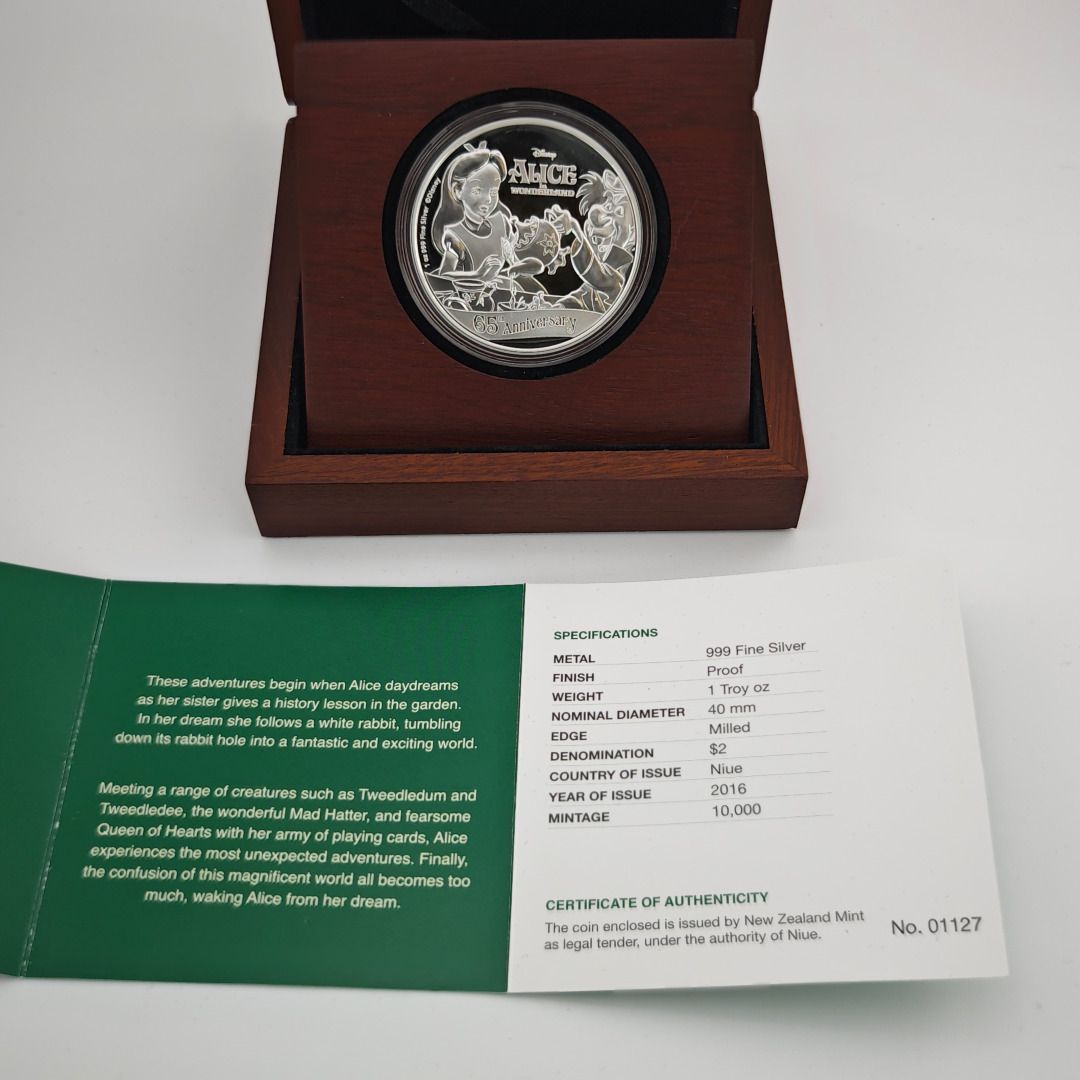 Disney
ALICE
IN
WONDERLAND
1 oz 999 Fine Silver ©Disney
65th Anniversary
These adventures begin when Alice daydreams
as her sister gives a history lesson in the garden.
In her dream she follows a white rabbit, tumbling
down its rabbit hole into a fantastic and exciting world.
Meeting a range of creatures such as Tweedledum and
Tweedledee, the wonderful Mad Hatter, and fearsome
Queen of Hearts with her army of playing cards, Alice
experiences the most unexpected adventures. Finally,
the confusion of this magnificent world all becomes too
much, waking Alice from her dream.
SPECIFICATIONS
METAL 999 Fine Silver
FINISH Proof
WEIGHT 1 Troy oz
NOMINAL DIAMETER 40 mm
EDGE Milled
DENOMINATION $2
COUNTRY OF ISSUE Niue
YEAR OF ISSUE 2016
MINTAGE 10,000
CERTIFICATE OF AUTHENTICITY
The coin enclosed is issued by New Zealand Mint
as legal tender, under the authority of Niue.
No. 01127